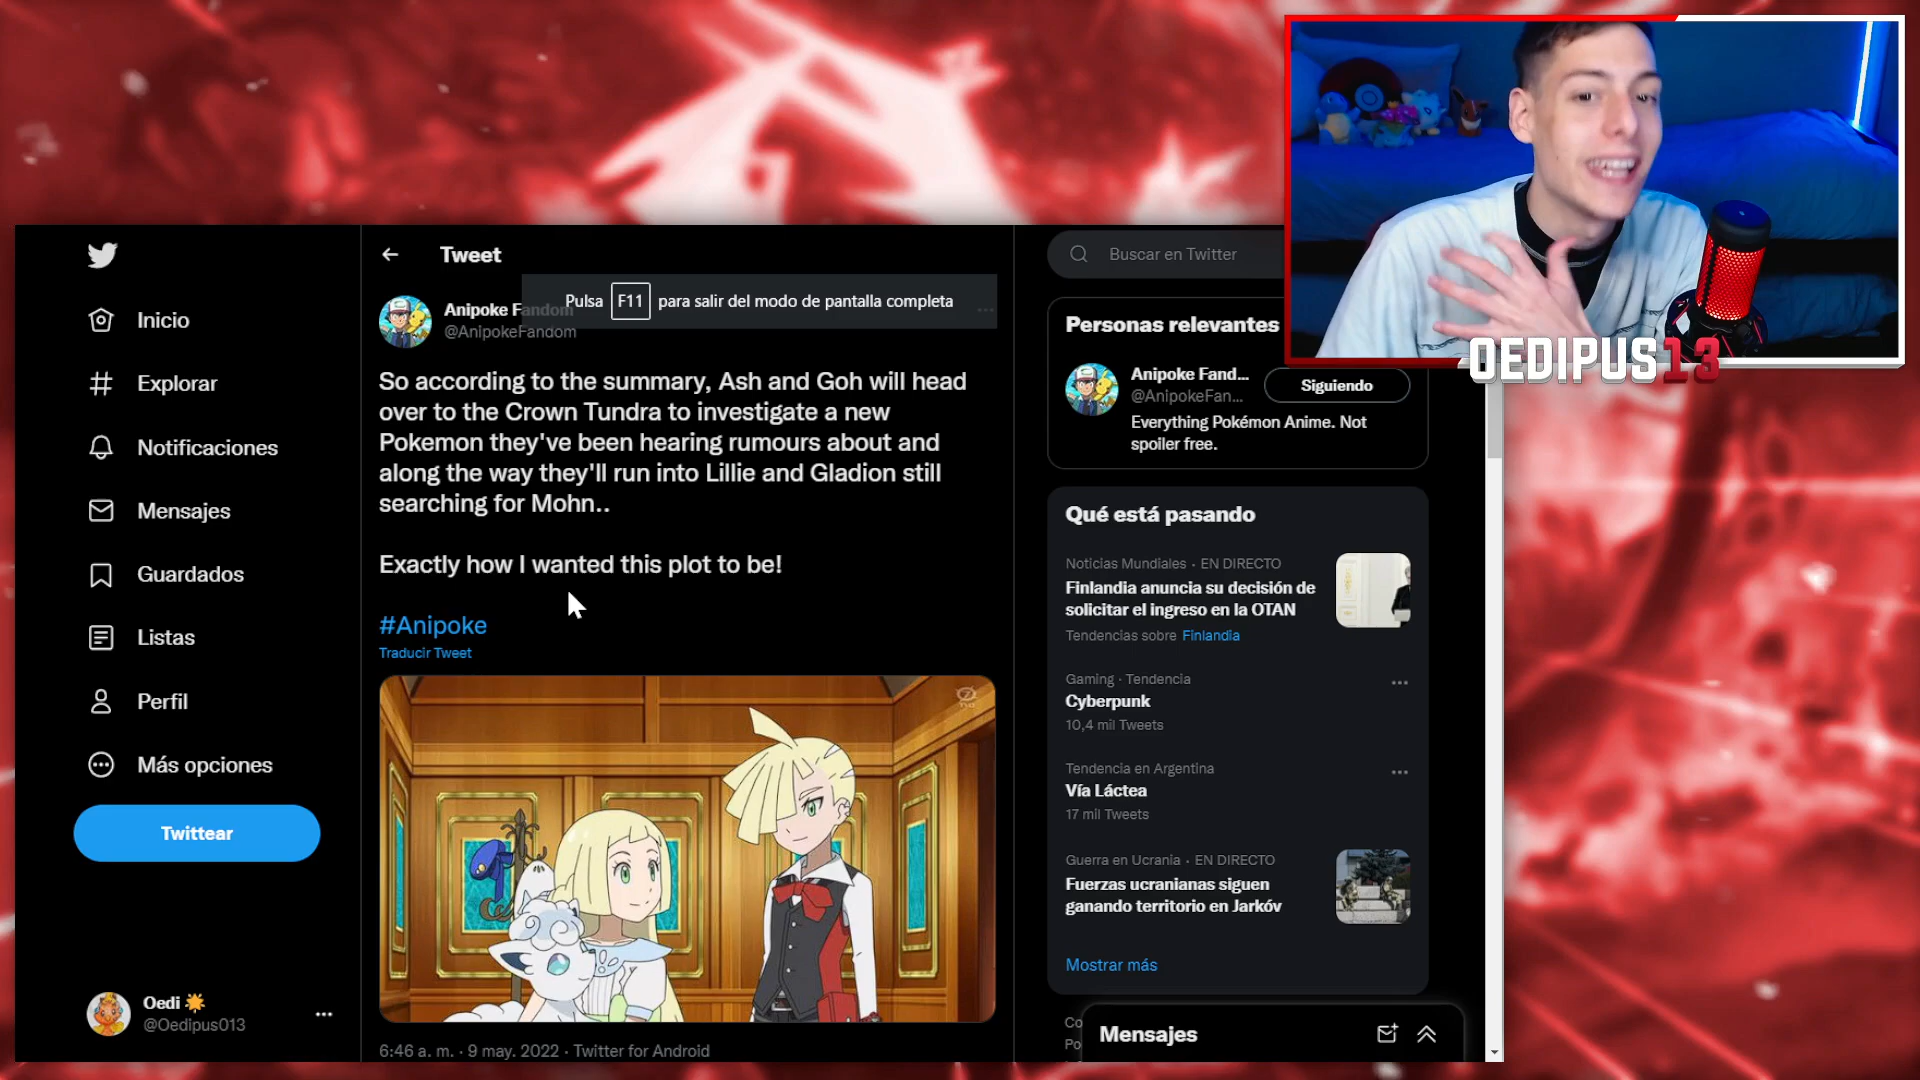 Tweet
Anipoke Fandom
@AnipokeFandom
Pulsa F11 para salir del modo de pantalla completa
So according to the summary, Ash and Goh will head
over to the Crown Tundra to investigate a new
Pokemon they've been hearing rumours about and
along the way they'll run into Lillie and Gladion still
searching for Mohn..
Exactly how I wanted this plot to be!
#Anipoke
Traducir Tweet
6:46 a. m. · 9 may. 2022 · Twitter for Android
Inicio
Explorar
Notificaciones
Mensajes
Guardados
Listas
Perfil
Más opciones
Twittear
Oedi
@Oedipus013
Buscar en Twitter
Personas relevantes
Anipoke Fand...
@AnipokeFan...
Siguiendo
Everything Pokémon Anime. Not
spoiler free.
Qué está pasando
Noticias Mundiales · EN DIRECTO
Finlandia anuncia su decisión de
solicitar el ingreso en la OTAN
Tendencias sobre Finlandia
Gaming · Tendencia
Cyberpunk
10,4 mil Tweets
Tendencia en Argentina
Vía Láctea
17 mil Tweets
Guerra en Ucrania · EN DIRECTO
Fuerzas ucranianas siguen
ganando territorio en Jarkóv
Mostrar más
Co
Po
Mensajes
OEDIPUS13